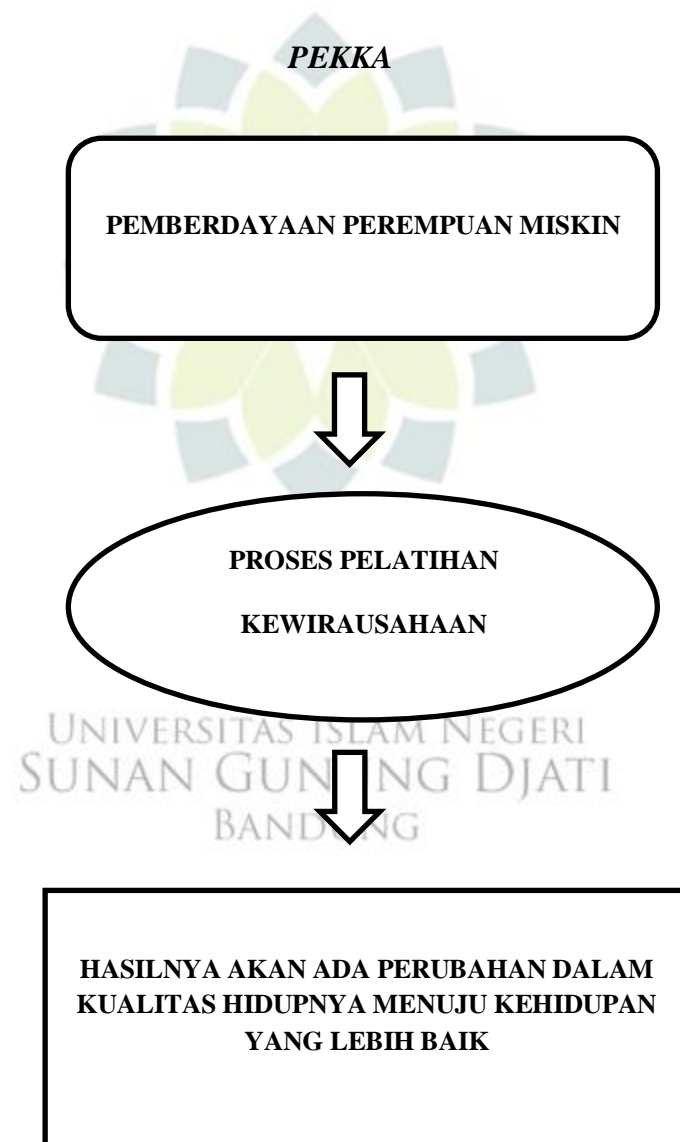 PEKKA
PEMBERDAYAAN PEREMPUAN MISKIN
PROSES PELATIHAN
KEWIRAUSAHAAN
UNIVERSITAS ISLAM NEGERI
SUNAN GUNUNG DJATI
BANDUNG
HASILNYA AKAN ADA PERUBAHAN DALAM
KUALITAS HIDUPNYA MENUJU KEHIDUPAN
YANG LEBIH BAIK